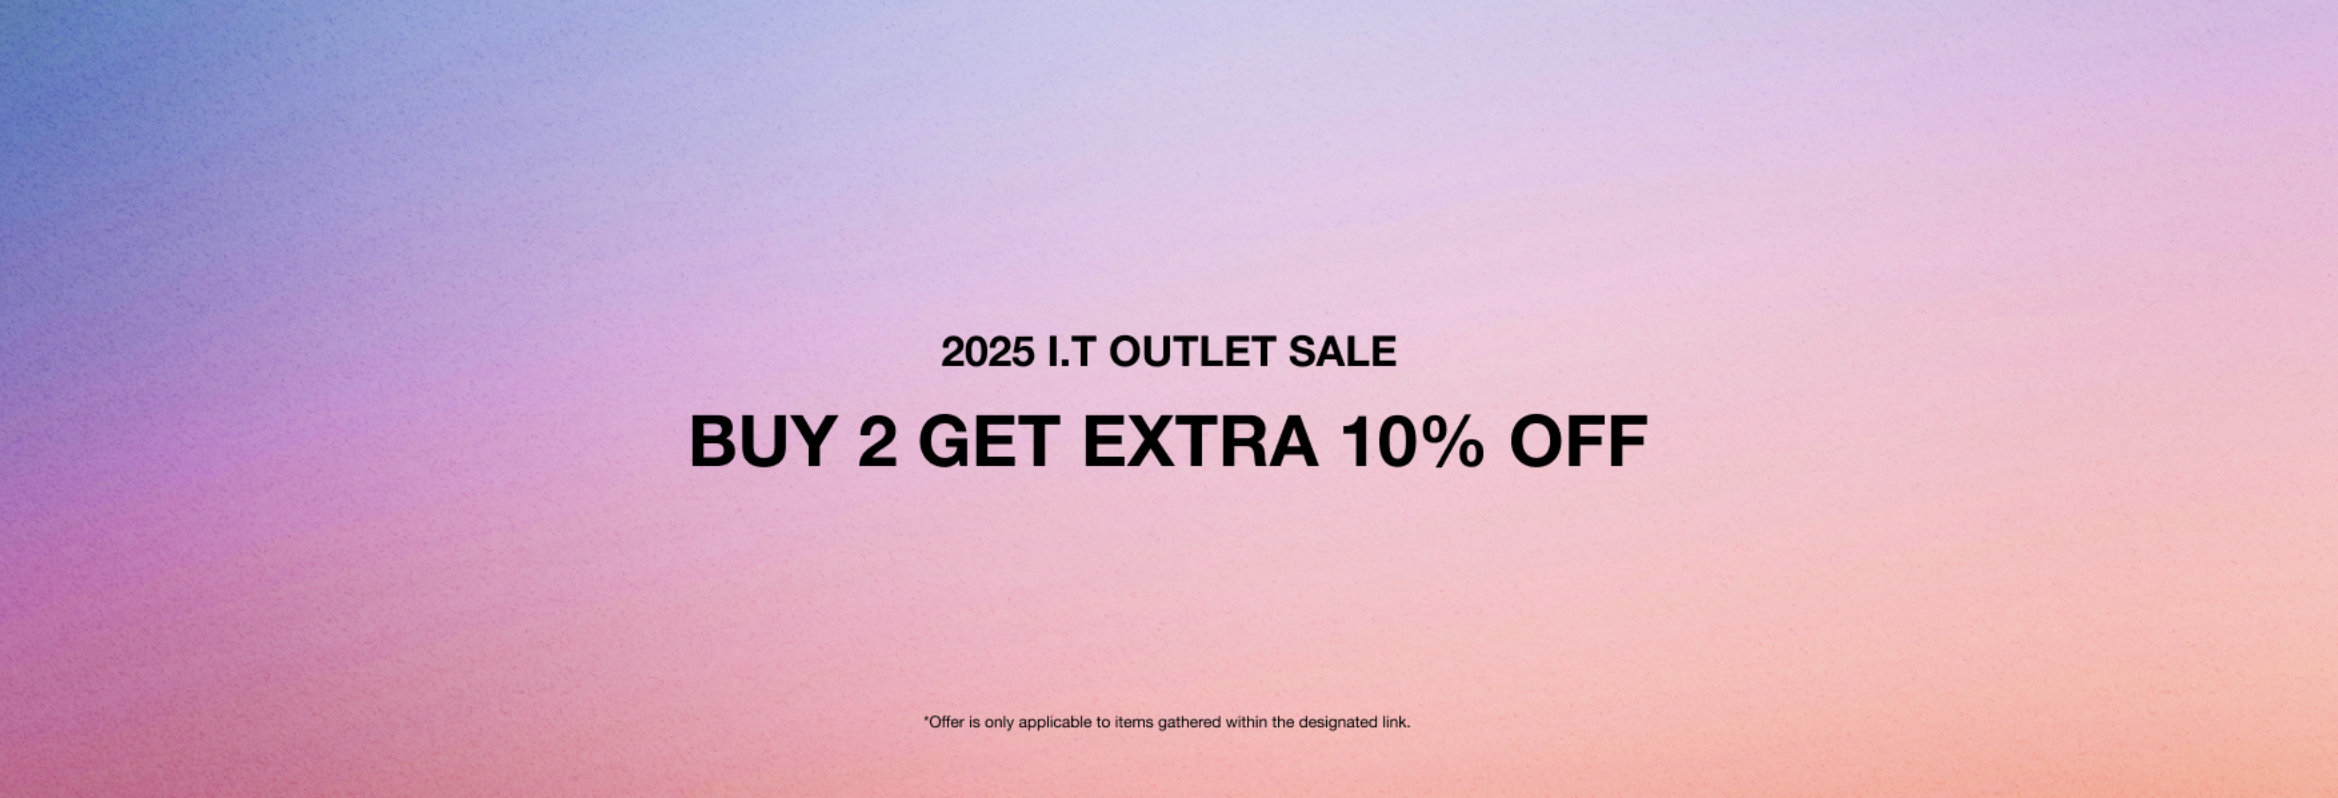 2025 I.T OUTLET SALE
BUY 2 GET EXTRA 10% OFF
*Offer is only applicable to items gathered within the designated link.